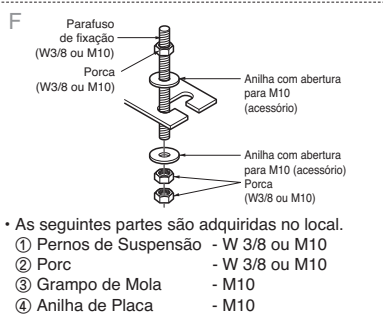 F
Parafuso
de fixação
(W3/8 ou M10)
Porca
(W3/8 ou M10)
Anilha com abertura
para M10
(acessório)
Anilha com abertura
para M10 (acessório)
Porca
(W3/8 ou M10)
• As seguintes partes são adquiridas no local.
① Pernos de Suspensão - W 3/8 ou M10
② Porc - W 3/8 ou M10
③ Grampo de Mola - M10
④ Anilha de Placa - M10